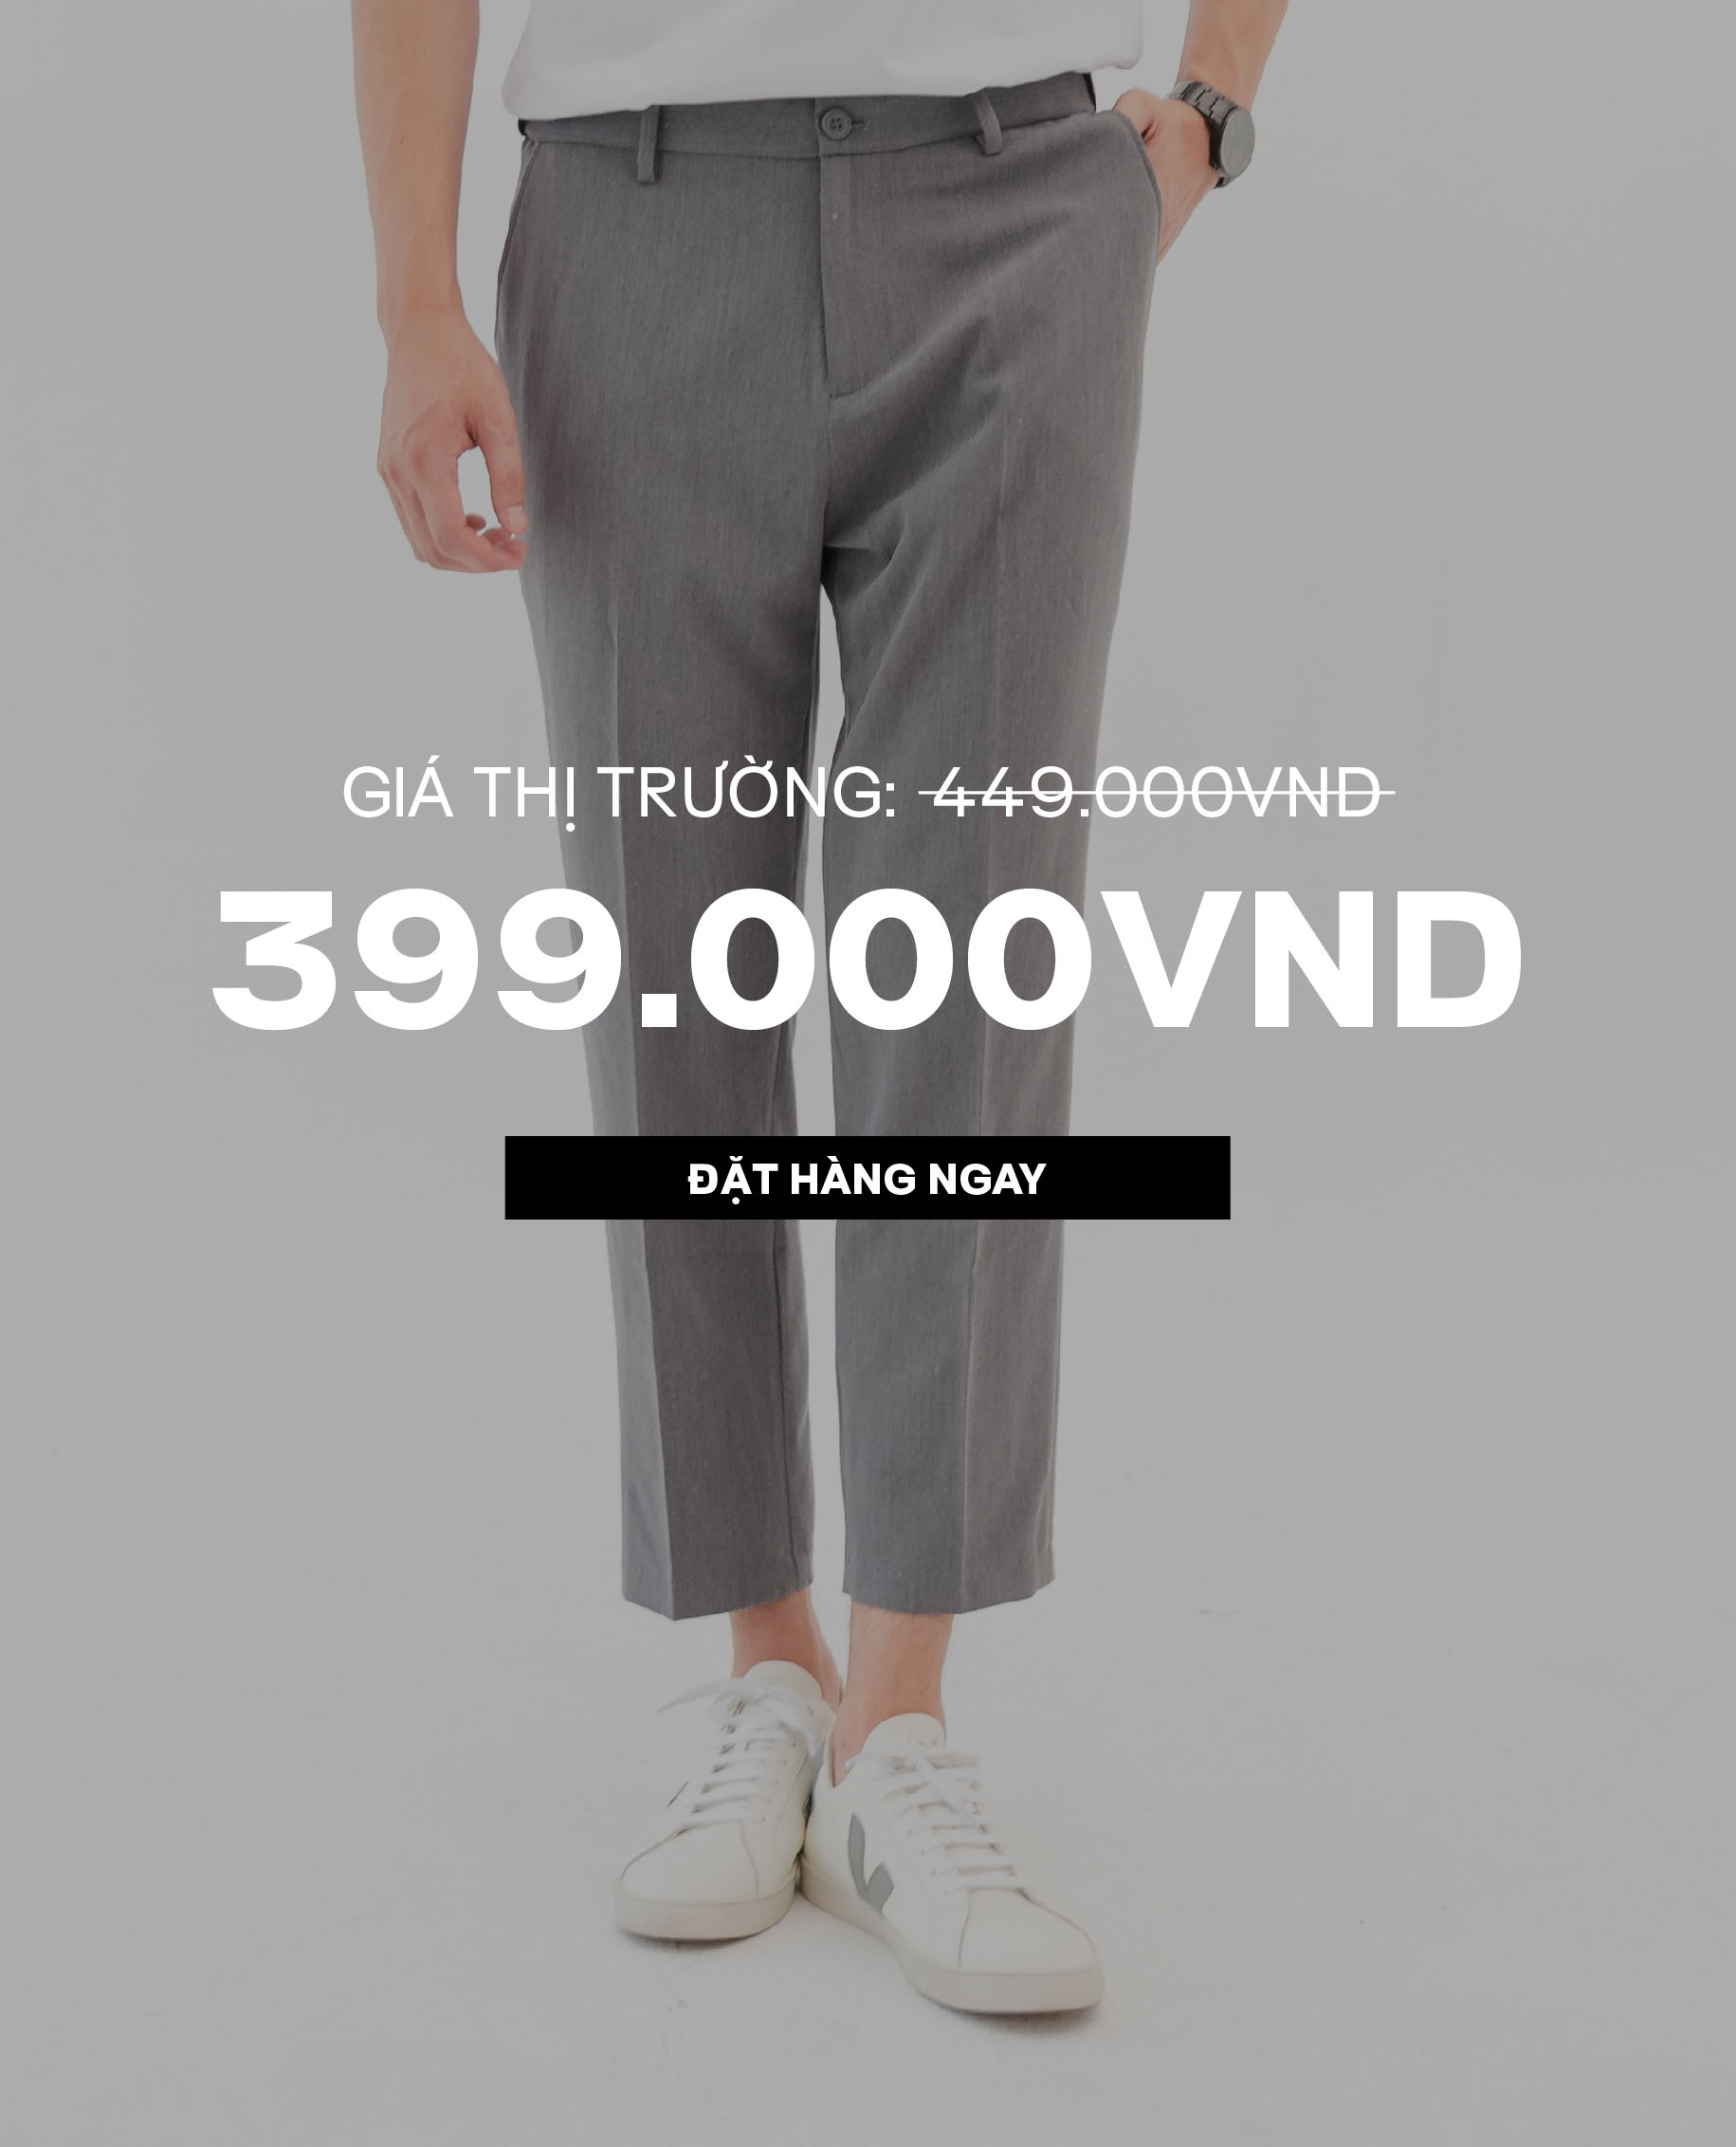 GIÁ THỊ TRƯỜNG: 449.000VND
399.000VND
ĐẶT HÀNG NGAY